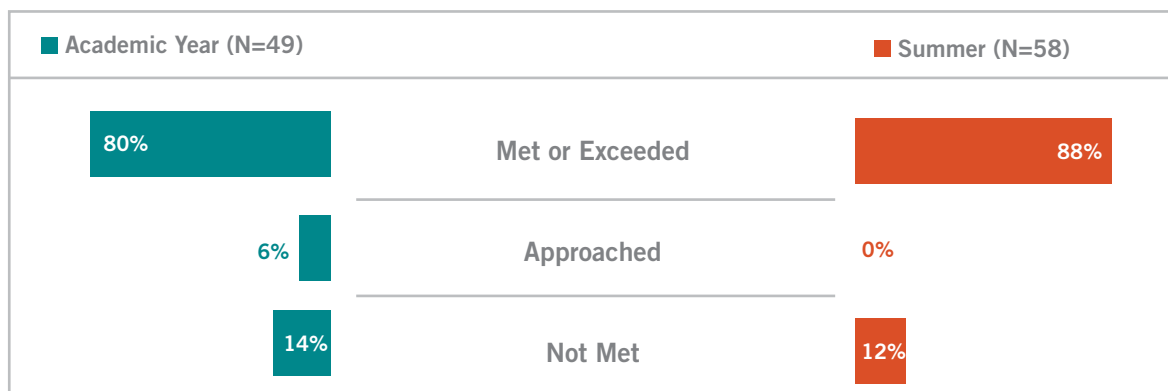 Academic Year (N=49)
Summer (N=58)
80%
Met or Exceeded
88%
6%
Approached
0%
14%
Not Met
12%